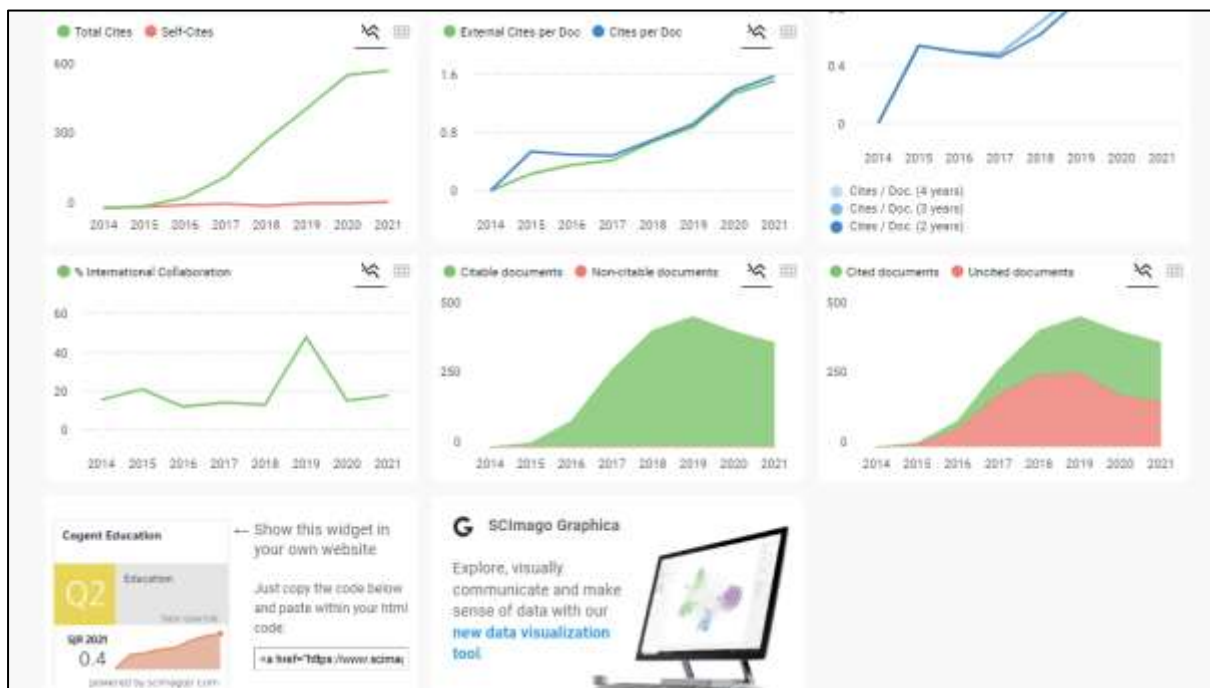 Total Cites Self-Cites
600
300
0
2014 2015 2016 2017 2018 2019 2020 2021
External Cites per Doc Cites per Doc
1.6
0.8
0
2014 2015 2016 2017 2018 2019 2020 2021
0.4
0
2014 2015 2016 2017 2018 2019 2020 2021
Cites / Doc. (4 years)
Cites / Doc. (3 years)
Cites / Doc. (2 years)
% International Collaboration
60
40
20
0
2014 2015 2016 2017 2018 2019 2020 2021
Citable documents Non-citable documents
500
250
0
2014 2015 2016 2017 2018 2019 2020 2021
Cited documents Uncited documents
500
250
0
2014 2015 2016 2017 2018 2019 2020 2021
Cogent Education
Q2
Education
best quartile
SJR 2021
0.4
powered by scimagojr.com
← Show this widget in
your own website
Just copy the code below
and paste within your html
code:
<a href="https://www.scimag
G SCImago Graphica
Explore, visually
communicate and make
sense of data with our
new data visualization
tool